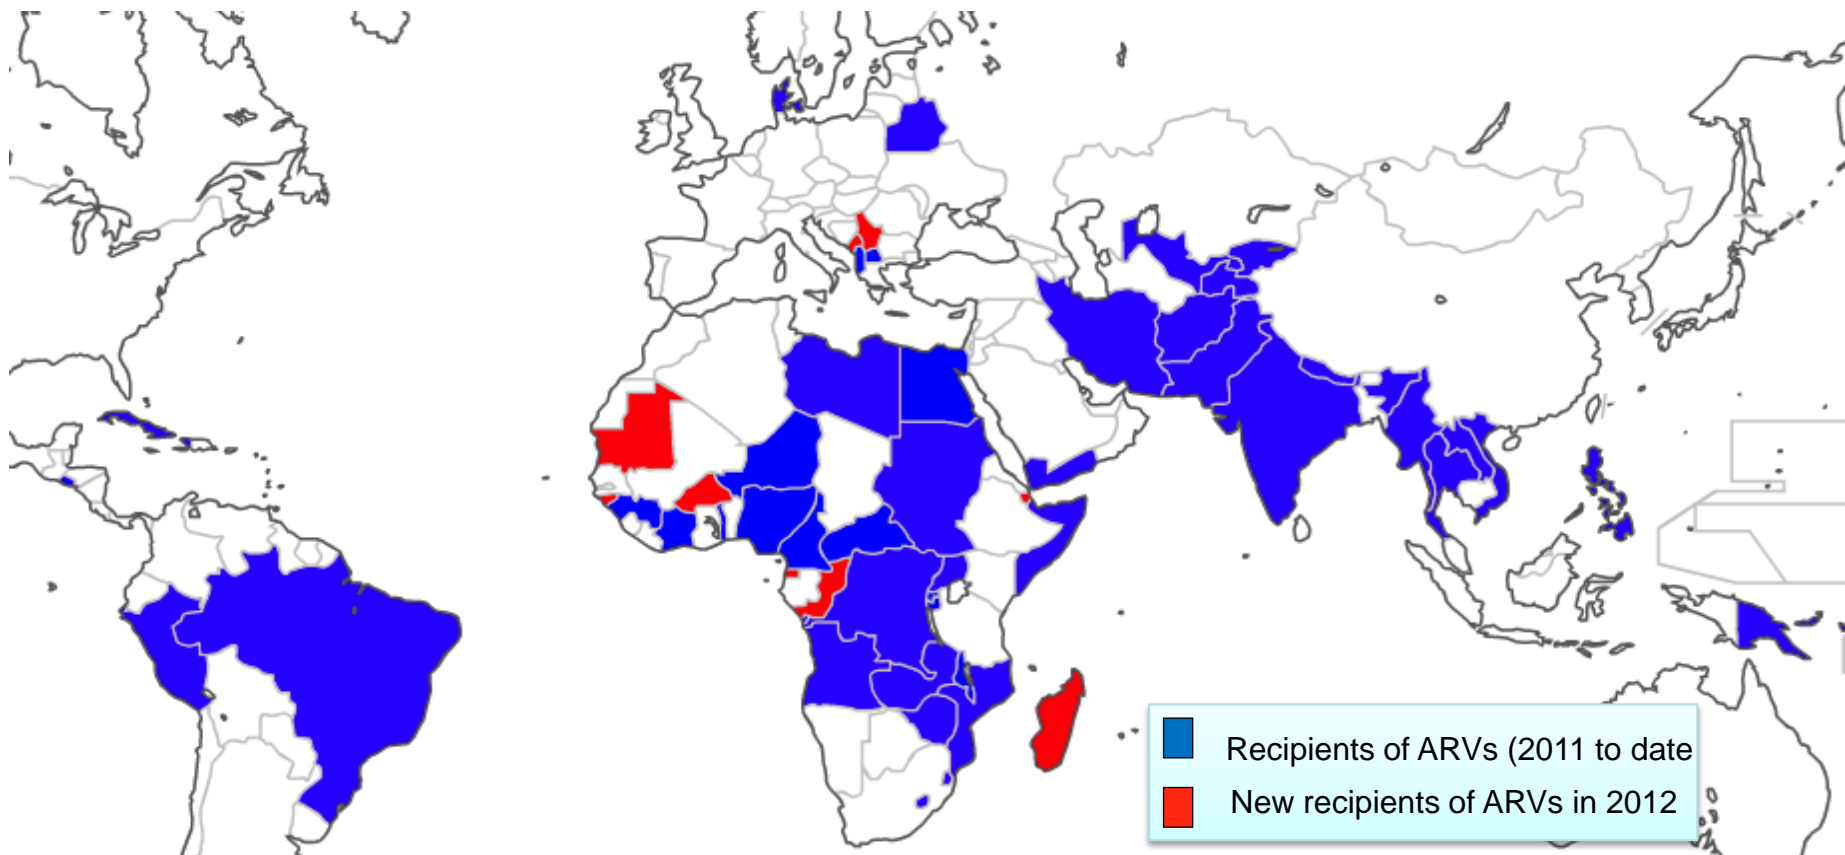 Recipients of ARVs (2011 to date
New recipients of ARVs in 2012